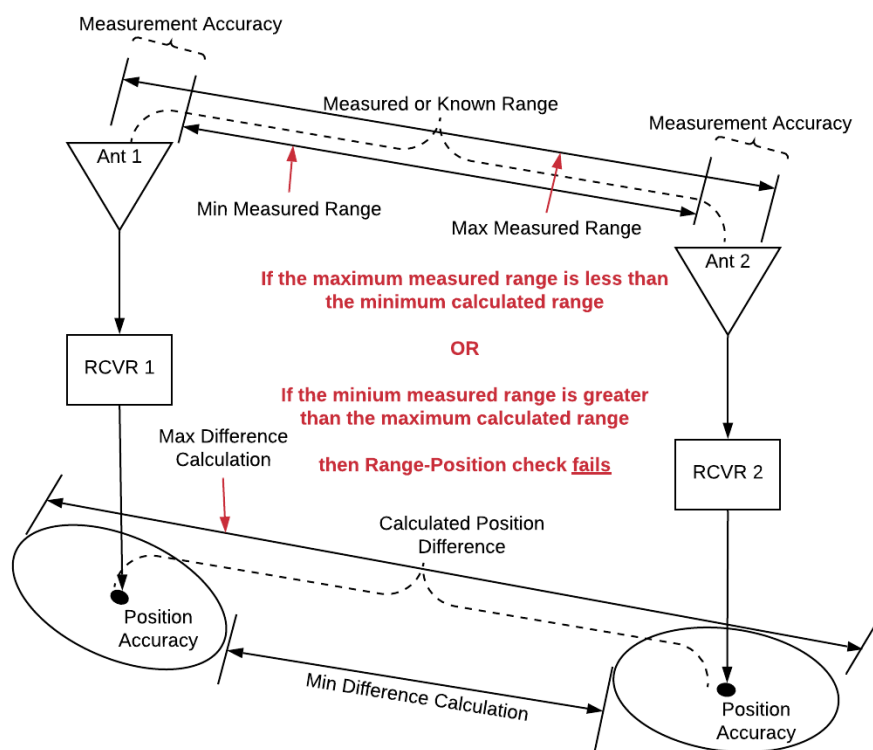 Measurement Accuracy
Measured or Known Range
Measurement Accuracy
Ant 1
Min Measured Range
Max Measured Range
Ant 2
If the maximum measured range is less than
the minimum calculated range
OR
RCVR 1
If the minium measured range is greater
than the maximum calculated range
Max Difference
Calculation
then Range-Position check fails
RCVR 2
Calculated Position
Difference
Position
Accuracy
Min Difference Calculation
Position
Accuracy